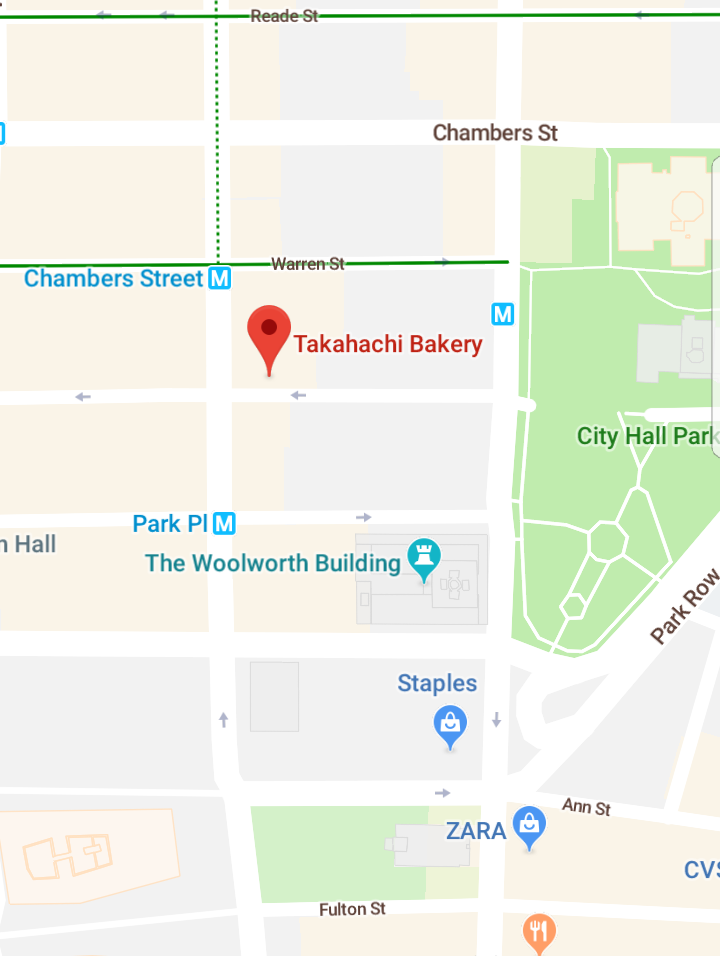 Reade St
Chambers St
Warren St
Chambers Street M
M
Takahachi Bakery
City Hall Park
Park Pl M
n Hall
The Woolworth Building
Park Row
Staples
Ann St
ZARA
CVS
Fulton St